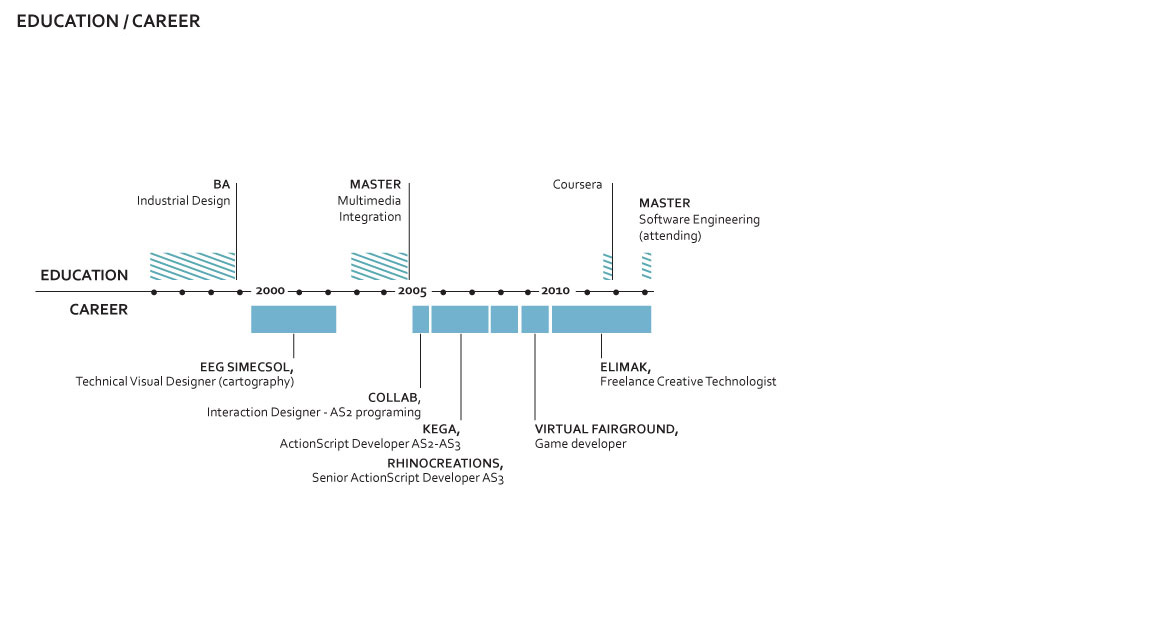 EDUCATION / CAREER
BA
Industrial Design
MASTER
Multimedia
Integration
Coursera
MASTER
Software Engineering
(attending)
EDUCATION
2000
2005
2010
CAREER
EEG SIMECSOL,
Technical Visual Designer (cartography)
COLLAB,
Interaction Designer - AS2 programing
KEGA,
ActionScript Developer AS2-AS3
RHINOCREATIONS,
Senior ActionScript Developer AS3
VIRTUAL FAIRGROUND,
Game developer
ELIMAK,
Freelance Creative Technologist